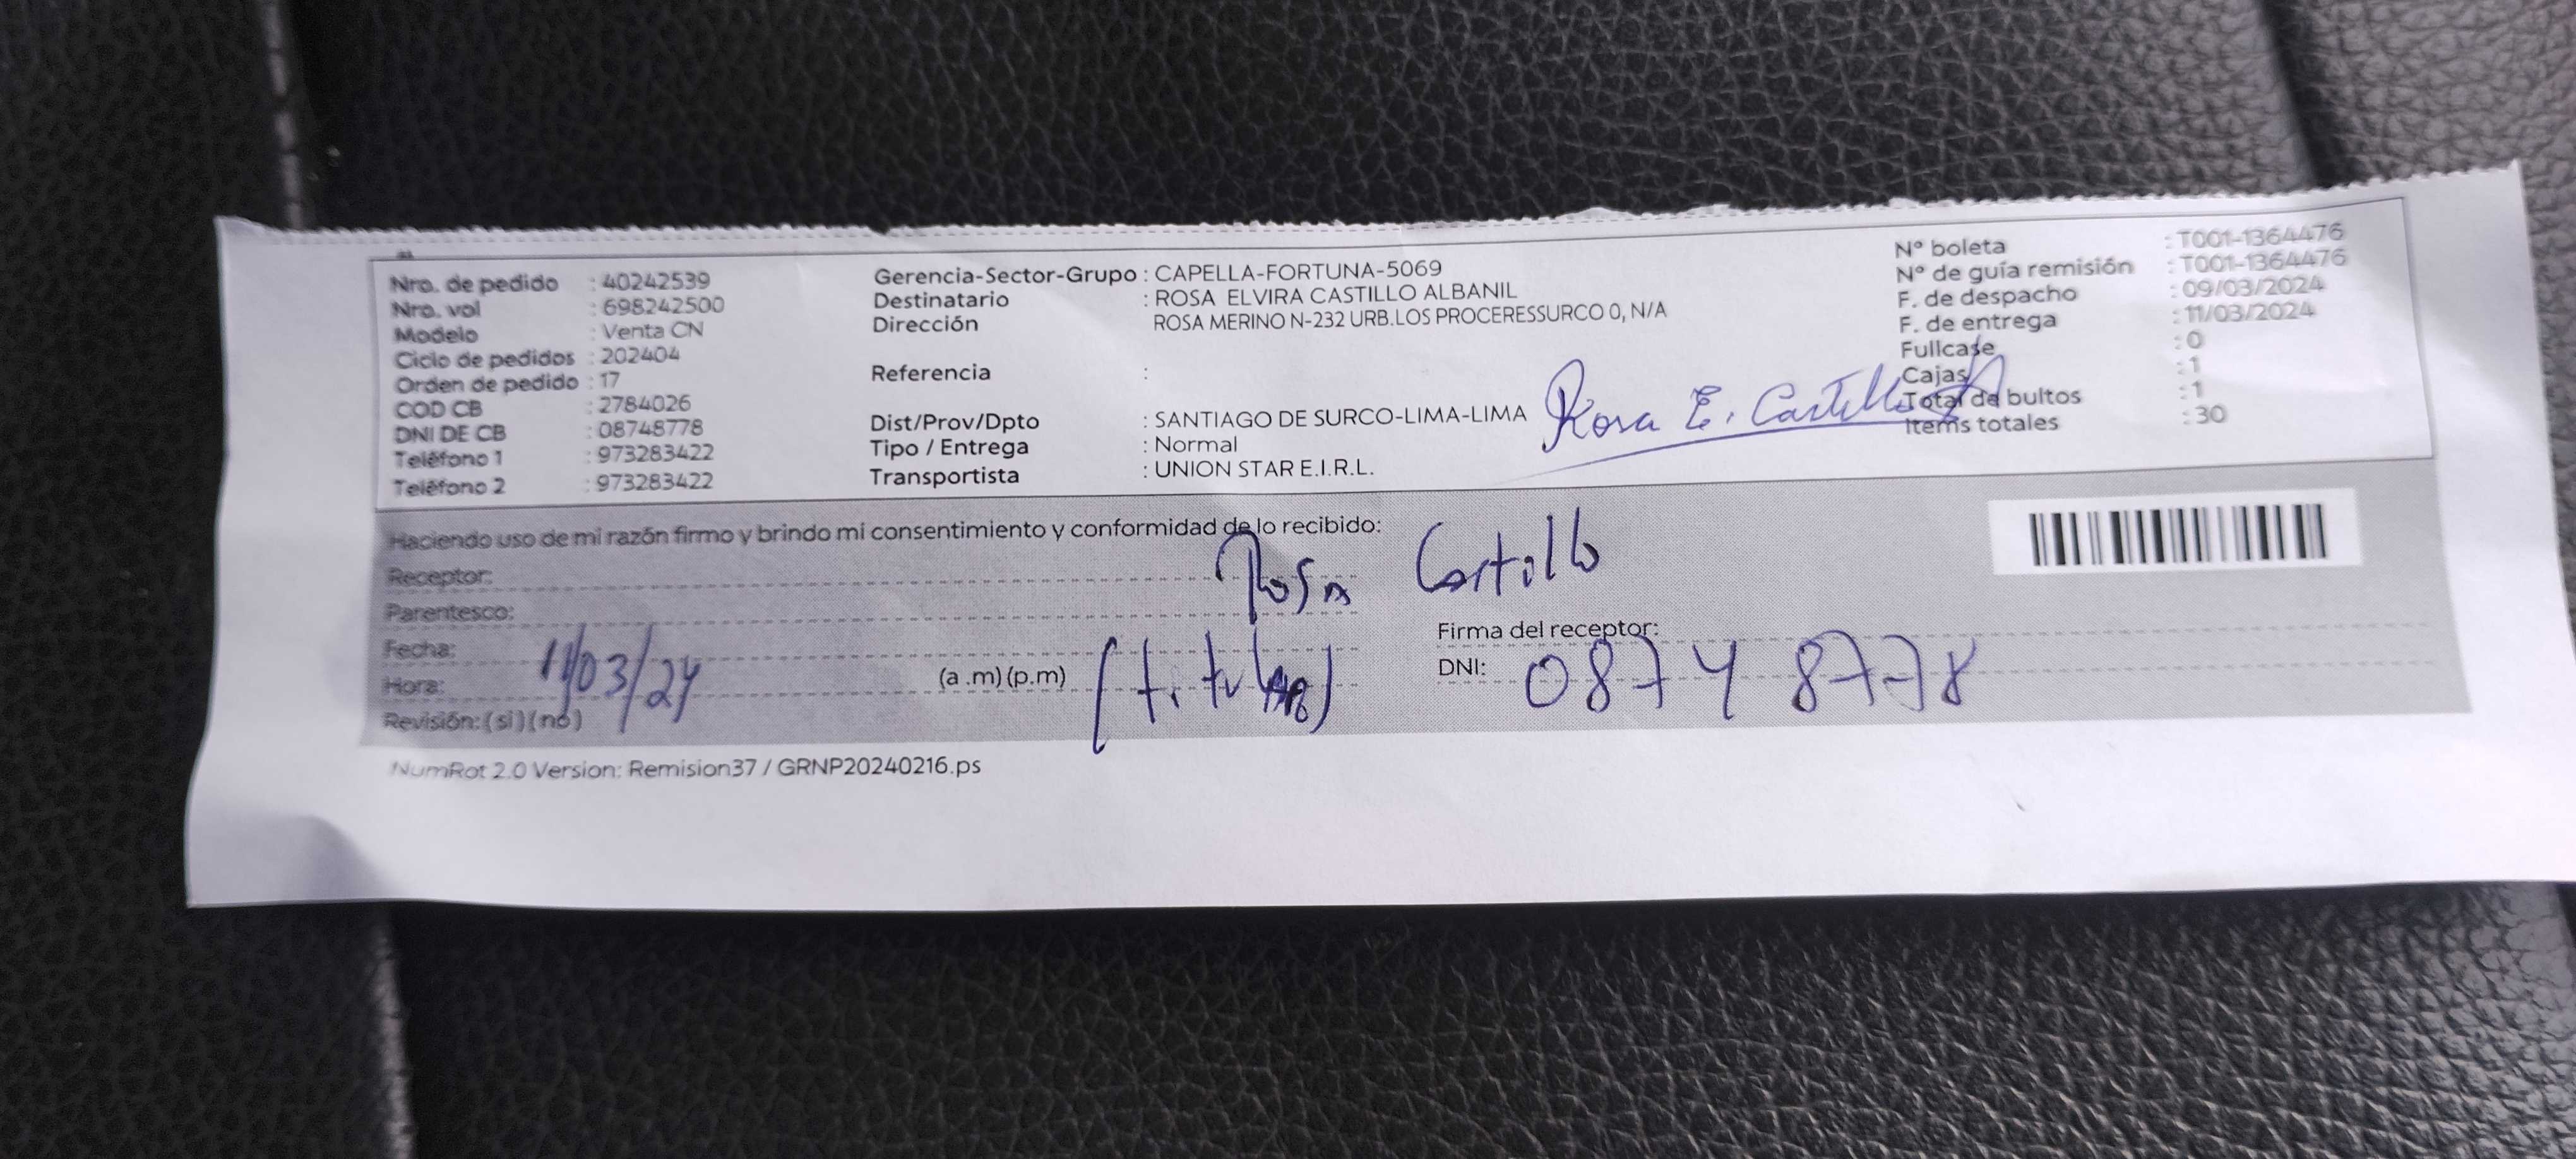 Nro. de pedido : 40242539
Nro. vol : 698242500
Modelo : Venta CN
Ciclo de pedidos : 202404
Orden de pedido : 17
COD CB : 2784026
DNI DE CB : 08748778
Teléfono 1 : 973283422
Teléfono 2 : 973283422
Gerencia-Sector-Grupo : CAPELLA-FORTUNA-5069
Destinatario : ROSA ELVIRA CASTILLO ALBANIL
Dirección ROSA MERINO N-232 URB.LOS PROCERESSURCO 0, N/A
Referencia :
Dist/Prov/Dpto : SANTIAGO DE SURCO-LIMA-LIMA
Tipo / Entrega : Normal
Transportista : UNION STAR E.I.R.L.
Rosa E. Castillo A
Nº boleta : T001-1364476
Nº de guía remisión : T001-1364476
F. de despacho : 09/03/2024
F. de entrega : 11/03/2024
Fullcase : 0
Cajas : 1
Total de bultos : 1
Items totales : 30
Haciendo uso de mi razón firmo y brindo mi consentimiento y conformidad de lo recibido:
Receptor: Rosa Castillo
Parentesco:
Firma del receptor:
Fecha: 11/03/24
Hora: (a .m) (p.m) (titular)
DNI: 08748778
Revisión: ( si ) ( no )
NumRot 2.0 Version: Remision37 / GRNP20240216.ps